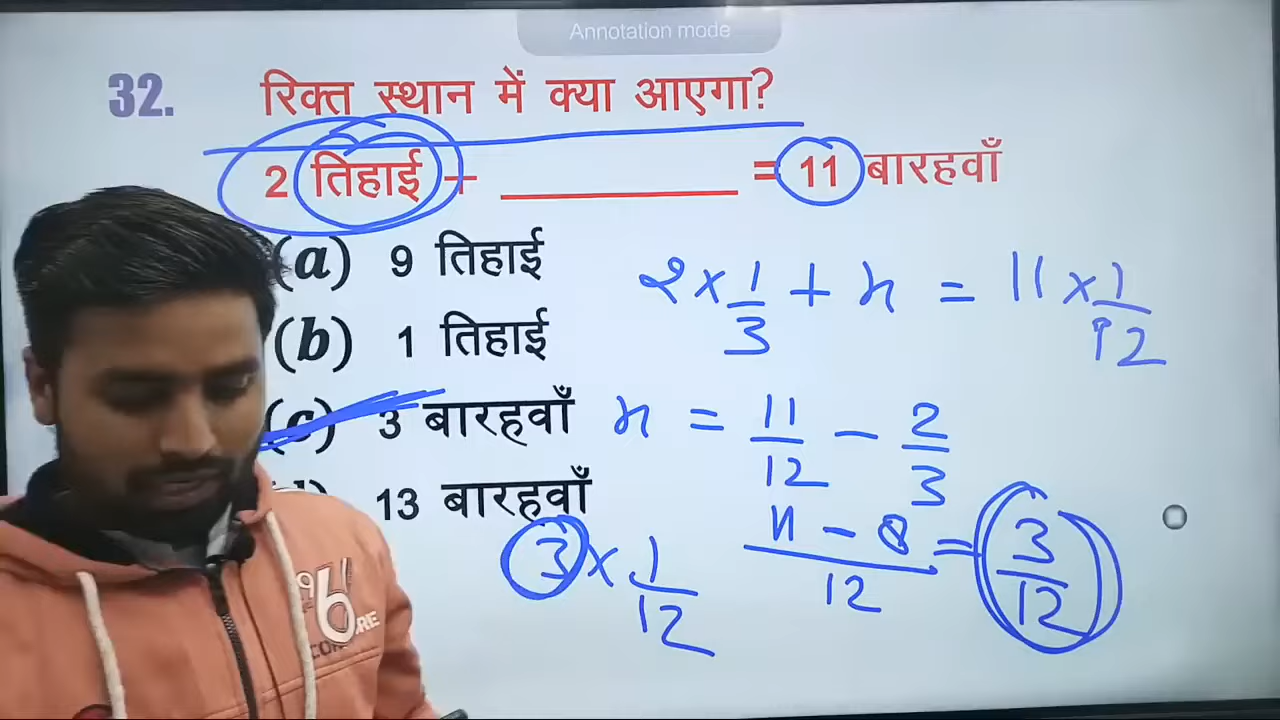 Annotation mode
32. रिक्त स्थान में क्या आएगा?
2 तिहाई + ________ = 11 बारहवाँ
(a) 9 तिहाई
(b) 1 तिहाई
(c) 3 बारहवाँ
13 बारहवाँ
2 × 1/3 + x = 11 × 1/12
x = 11/12 - 2/3
11 - 8/12 = 3/12
3 × 1/12